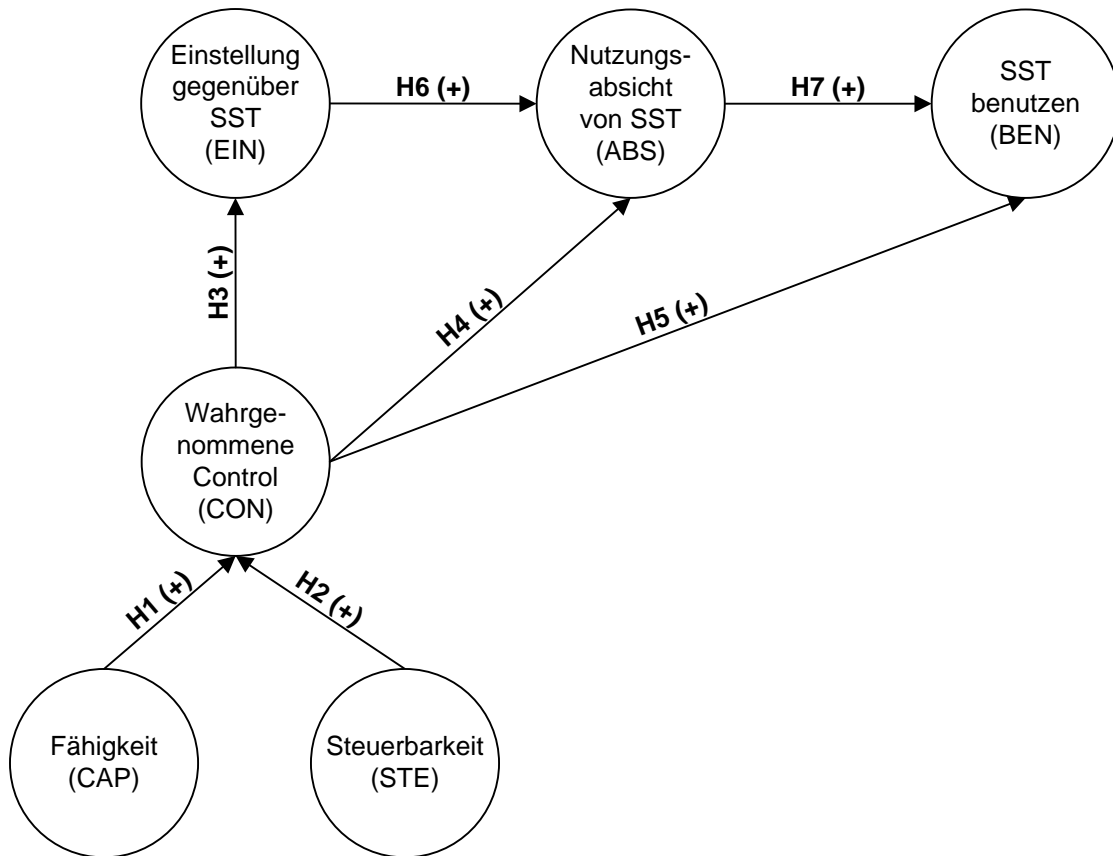 Einstellung
gegenüber
SST
(EIN)
H6 (+)
Nutzungs-
absicht
von SST
(ABS)
H7 (+)
SST
benutzen
(BEN)
H3 (+)
H4 (+)
H5 (+)
Wahrge-
nommene
Control
(CON)
H1 (+)
H2 (+)
Fähigkeit
(CAP)
Steuerbarkeit
(STE)